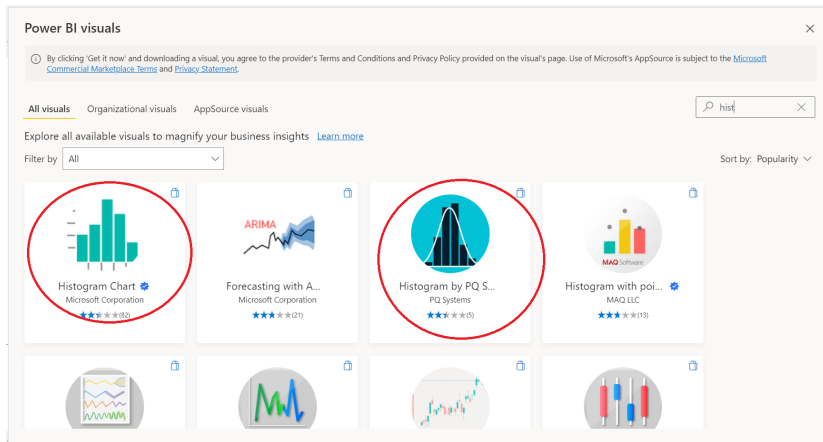 Power BI visuals
By clicking 'Get it now' and downloading a visual, you agree to the provider's Terms and Conditions and Privacy Policy provided on the visual's page. Use of Microsoft's AppSource is subject to the Microsoft
Commercial Marketplace Terms and Privacy Statement.
All visuals Organizational visuals AppSource visuals
hist
Explore all available visuals to magnify your business insights Learn more
Filter by All
Sort by: Popularity
ARIMA
MAQ Software
Histogram Chart Forecasting with A... Histogram by PQ S... Histogram with poi...
Microsoft Corporation Microsoft Corporation PQ Systems MAQ LLC
(82) (21) (5) (13)